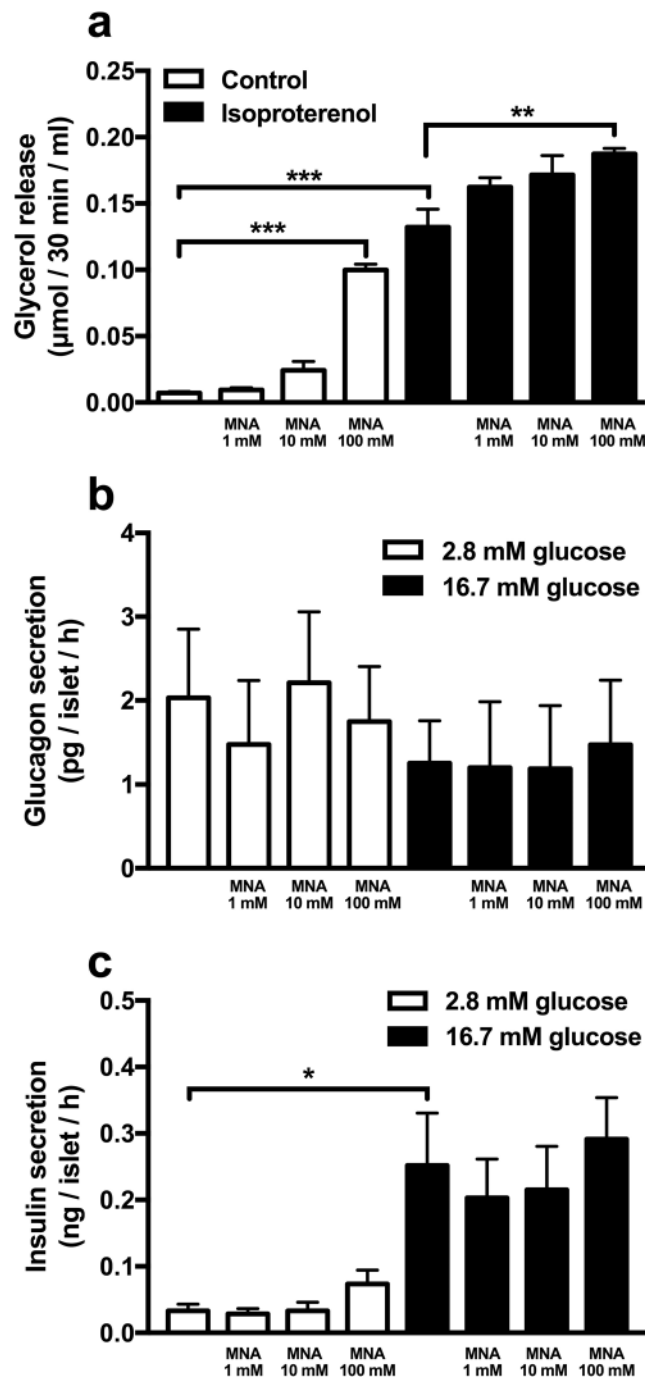 a
0.25
0.20
0.15
0.10
0.05
0.00
Glycerol release
(µmol / 30 min / ml)
Control
Isoproterenol
**
***
***
MNA
1 mM
MNA
10 mM
MNA
100 mM
MNA
1 mM
MNA
10 mM
MNA
100 mM
b
4
3
2
1
0
Glucagon secretion
(pg / islet / h)
2.8 mM glucose
16.7 mM glucose
MNA
1 mM
MNA
10 mM
MNA
100 mM
MNA
1 mM
MNA
10 mM
MNA
100 mM
c
0.5
0.4
0.3
0.2
0.1
0.0
Insulin secretion
(ng / islet / h)
2.8 mM glucose
16.7 mM glucose
*
MNA
1 mM
MNA
10 mM
MNA
100 mM
MNA
1 mM
MNA
10 mM
MNA
100 mM